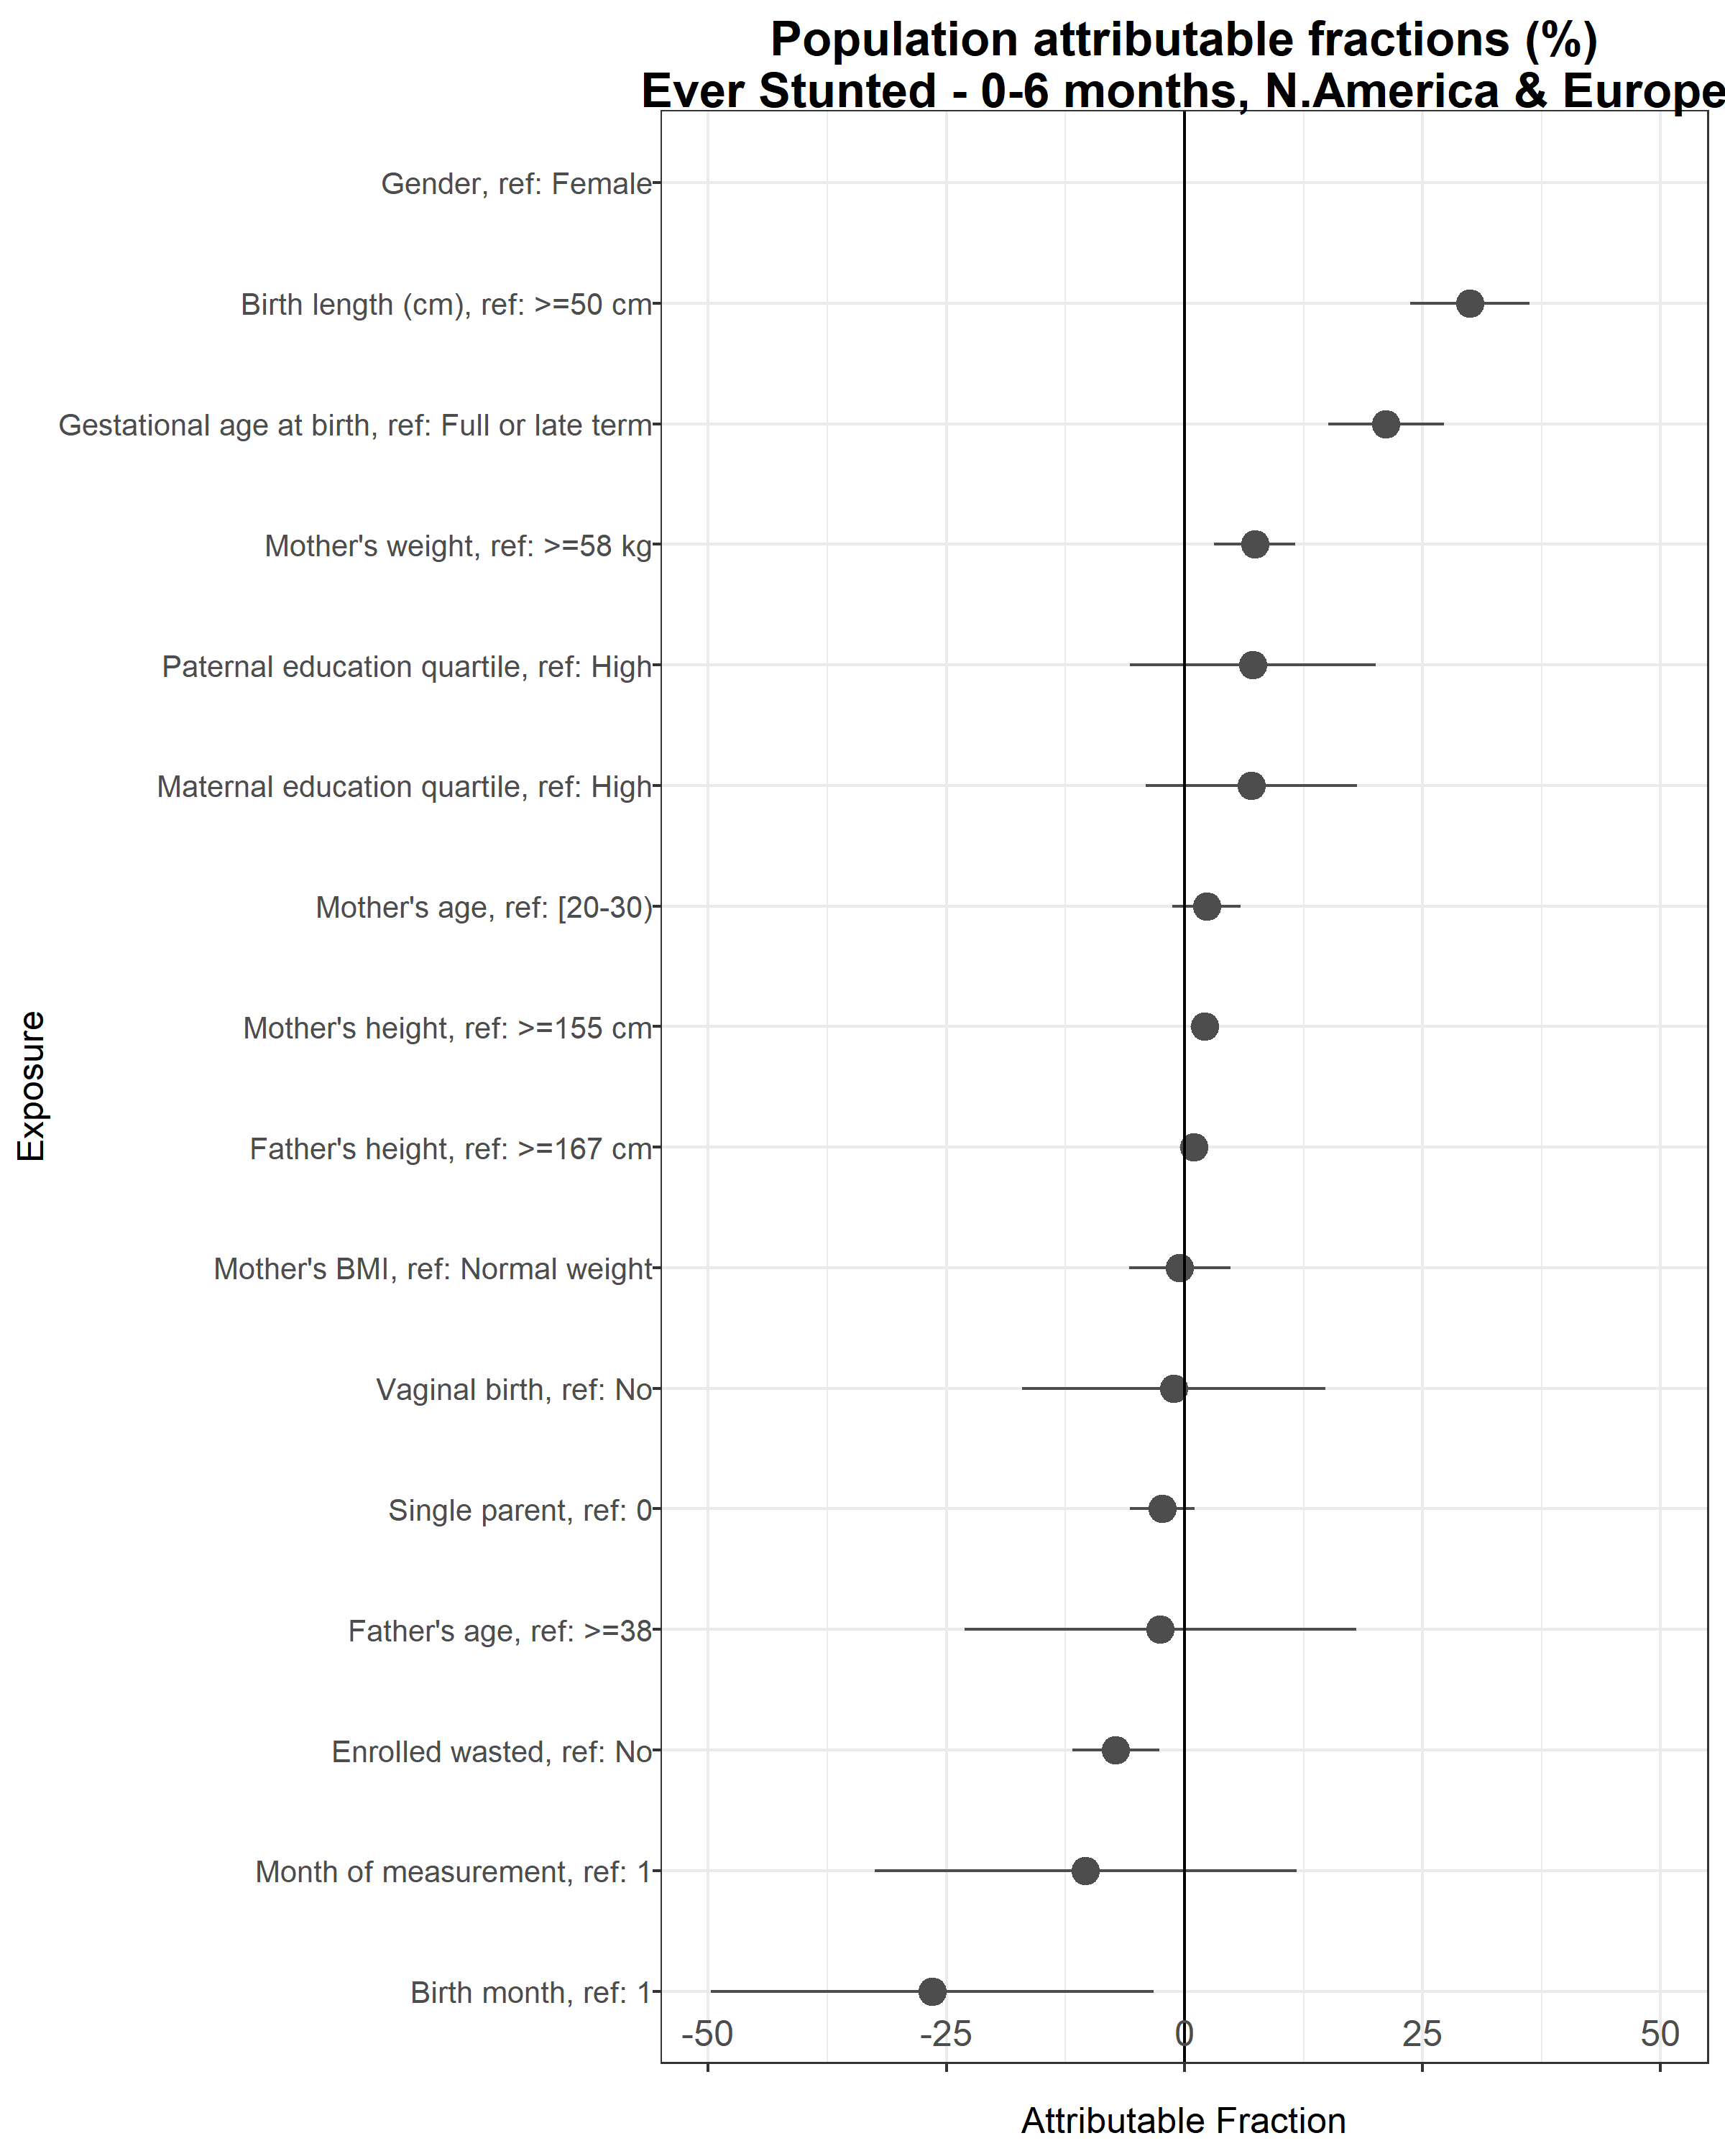 Population attributable fractions (%)
Ever Stunted - 0-6 months, N.America & Europe
Gender, ref: Female
Birth length (cm), ref: >=50 cm
Gestational age at birth, ref: Full or late term
Mother's weight, ref: >=58 kg
Paternal education quartile, ref: High
Maternal education quartile, ref: High
Mother's age, ref: [20-30)
Mother's height, ref: >=155 cm
Father's height, ref: >=167 cm
Mother's BMI, ref: Normal weight
Vaginal birth, ref: No
Single parent, ref: 0
Father's age, ref: >=38
Enrolled wasted, ref: No
Month of measurement, ref: 1
Birth month, ref: 1
Exposure
-50 -25 0 25 50
Attributable Fraction